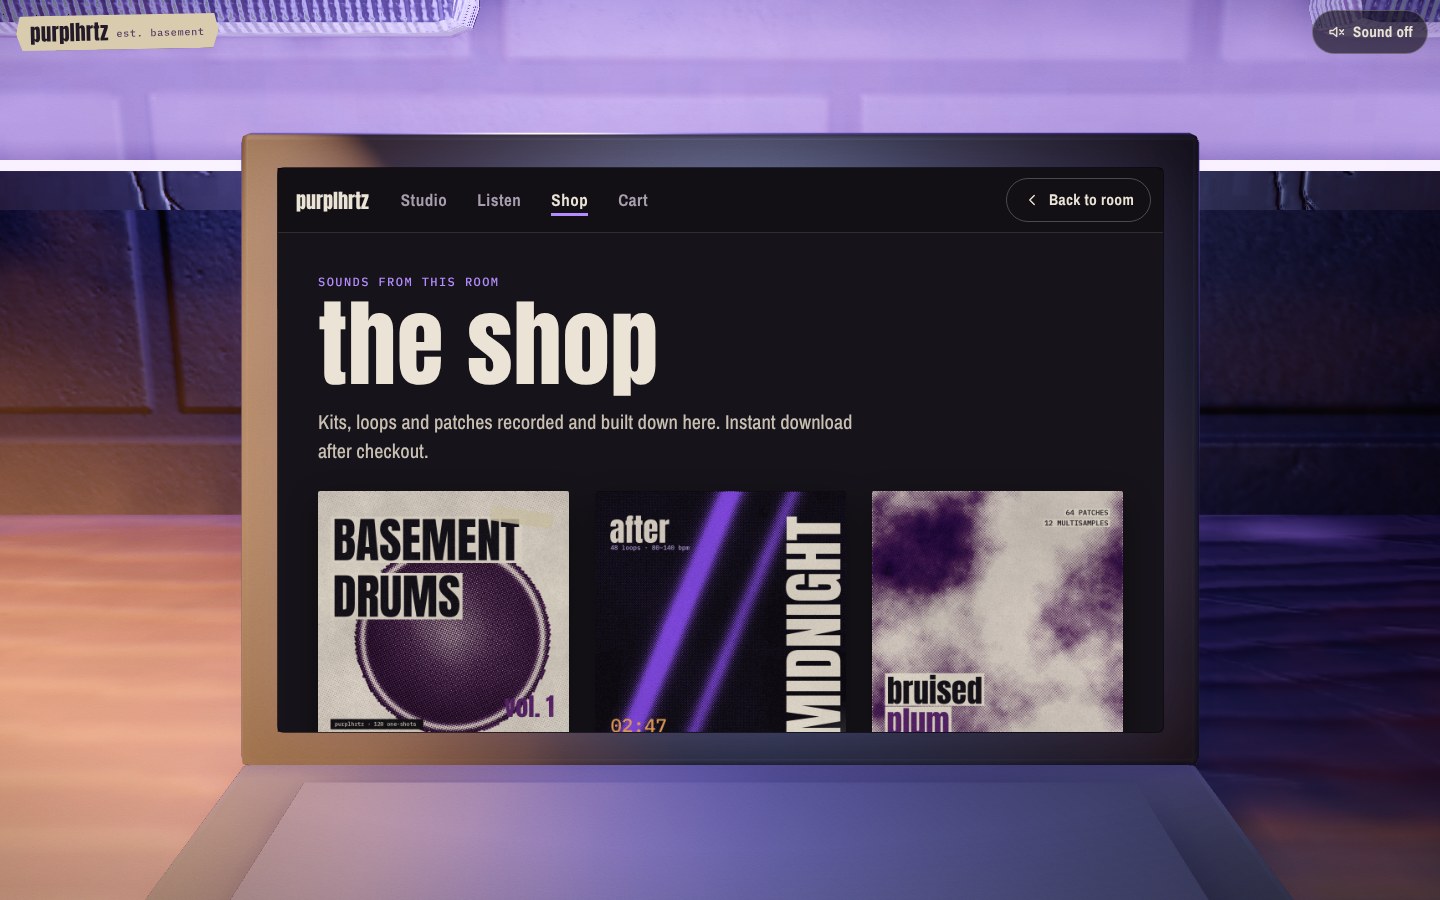 purplhrtz est. basement
Sound off
purplhrtz Studio Listen Shop Cart
Back to room
SOUNDS FROM THIS ROOM
the shop
Kits, loops and patches recorded and built down here. Instant download
after checkout.
BASEMENT
DRUMS
vol. 1
purplhrtz - 120 one-shots
after
48 loops - 80-140 bpm
MIDNIGHT
02:47
64 PATCHES
12 MULTISAMPLES
bruised
plum